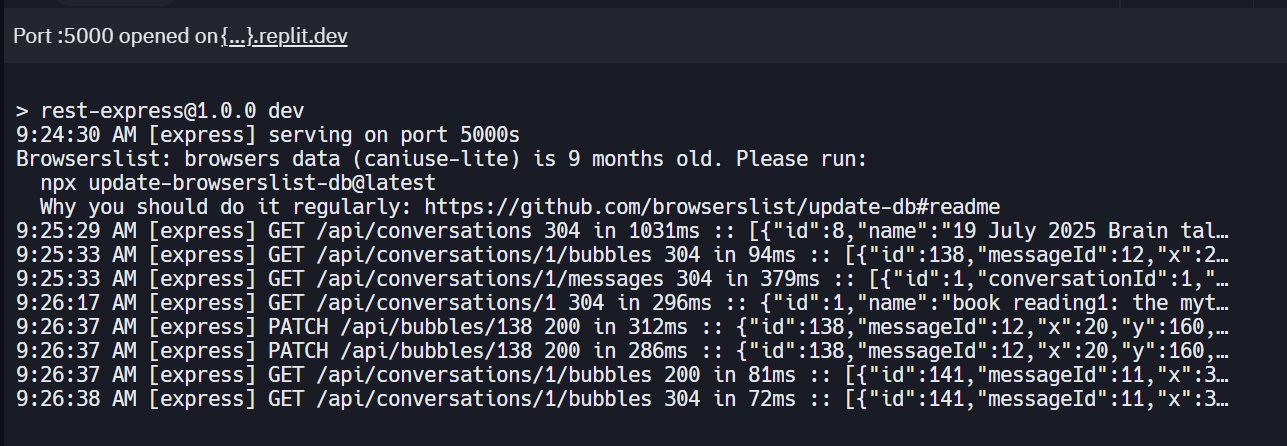 Port :5000 opened on {...}.replit.dev
> rest-express@1.0.0 dev
9:24:30 AM [express] serving on port 5000s
Browserslist: browsers data (caniuse-lite) is 9 months old. Please run:
  npx update-browserslist-db@latest
  Why you should do it regularly: https://github.com/browserslist/update-db#readme
9:25:29 AM [express] GET /api/conversations 304 in 1031ms :: [{"id":8,"name":"19 July 2025 Brain tal…
9:25:33 AM [express] GET /api/conversations/1/bubbles 304 in 94ms :: [{"id":138,"messageId":12,"x":2…
9:25:33 AM [express] GET /api/conversations/1/messages 304 in 379ms :: [{"id":1,"conversationId":1,"…
9:26:17 AM [express] GET /api/conversations/1 304 in 296ms :: {"id":1,"name":"book reading1: the myt…
9:26:37 AM [express] PATCH /api/bubbles/138 200 in 312ms :: {"id":138,"messageId":12,"x":20,"y":160,…
9:26:37 AM [express] PATCH /api/bubbles/138 200 in 286ms :: {"id":138,"messageId":12,"x":20,"y":160,…
9:26:37 AM [express] GET /api/conversations/1/bubbles 200 in 81ms :: [{"id":141,"messageId":11,"x":3…
9:26:38 AM [express] GET /api/conversations/1/bubbles 304 in 72ms :: [{"id":141,"messageId":11,"x":3…